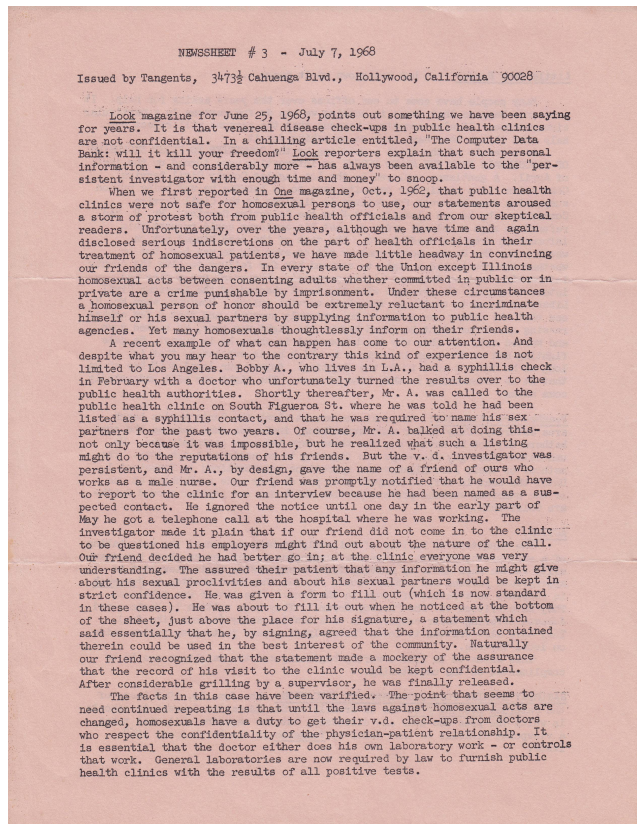 NEWSSHEET # 3 - July 7, 1968
Issued by Tangents, 3473½ Cahuenga Blvd., Hollywood, California 90028
Look magazine for June 25, 1968, points out something we have been saying
for years. It is that venereal disease check-ups in public health clinics
are not confidential. In a chilling article entitled, "The Computer Data
Bank: will it kill your freedom?" Look reporters explain that such personal
information - and considerably more - has always been available to the "per-
sistent investigator with enough time and money" to snoop.
When we first reported in One magazine, Oct., 1962, that public health
clinics were not safe for homosexual persons to use, our statements aroused
a storm of protest both from public health officials and from our skeptical
readers. Unfortunately, over the years, although we have time and again
disclosed serious indiscretions on the part of health officials in their
treatment of homosexual patients, we have made little headway in convincing
our friends of the dangers. In every state of the Union except Illinois
homosexual acts between consenting adults whether committed in public or in
private are a crime punishable by imprisonment. Under these circumstances
a homosexual person of honor should be extremely reluctant to incriminate
himself or his sexual partners by supplying information to public health
agencies. Yet many homosexuals thoughtlessly inform on their friends.
A recent example of what can happen has come to our attention. And
despite what you may hear to the contrary this kind of experience is not
limited to Los Angeles. Bobby A., who lives in L.A., had a syphillis check
in February with a doctor who unfortunately turned the results over to the
public health authorities. Shortly thereafter, Mr. A. was called to the
public health clinic on South Figueroa St. where he was told he had been
listed as a syphillis contact, and that he was required to name his sex
partners for the past two years. Of course, Mr. A. balked at doing this-
not only because it was impossible, but he realized what such a listing
might do to the reputations of his friends. But the v. d. investigator was
persistent, and Mr. A., by design, gave the name of a friend of ours who
works as a male nurse. Our friend was promptly notified that he would have
to report to the clinic for an interview because he had been named as a sus-
pected contact. He ignored the notice until one day in the early part of
May he got a telephone call at the hospital where he was working. The
investigator made it plain that if our friend did not come in to the clinic
to be questioned his employers might find out about the nature of the call.
Our friend decided he had better go in; at the clinic everyone was very
understanding. The assured their patient that any information he might give
about his sexual proclivities and about his sexual partners would be kept in
strict confidence. He was given a form to fill out (which is now standard
in these cases). He was about to fill it out when he noticed at the bottom
of the sheet, just above the place for his signature, a statement which
said essentially that he, by signing, agreed that the information contained
therein could be used in the best interest of the community. Naturally
our friend recognized that the statement made a mockery of the assurance
that the record of his visit to the clinic would be kept confidential.
After considerable grilling by a supervisor, he was finally released.
The facts in this case have been varified. The point that seems to
need continued repeating is that until the laws against homosexual acts are
changed, homosexuals have a duty to get their v.d. check-ups from doctors
who respect the confidentiality of the physician-patient relationship. It
is essential that the doctor either does his own laboratory work - or controls
that work. General laboratories are now required by law to furnish public
health clinics with the results of all positive tests.